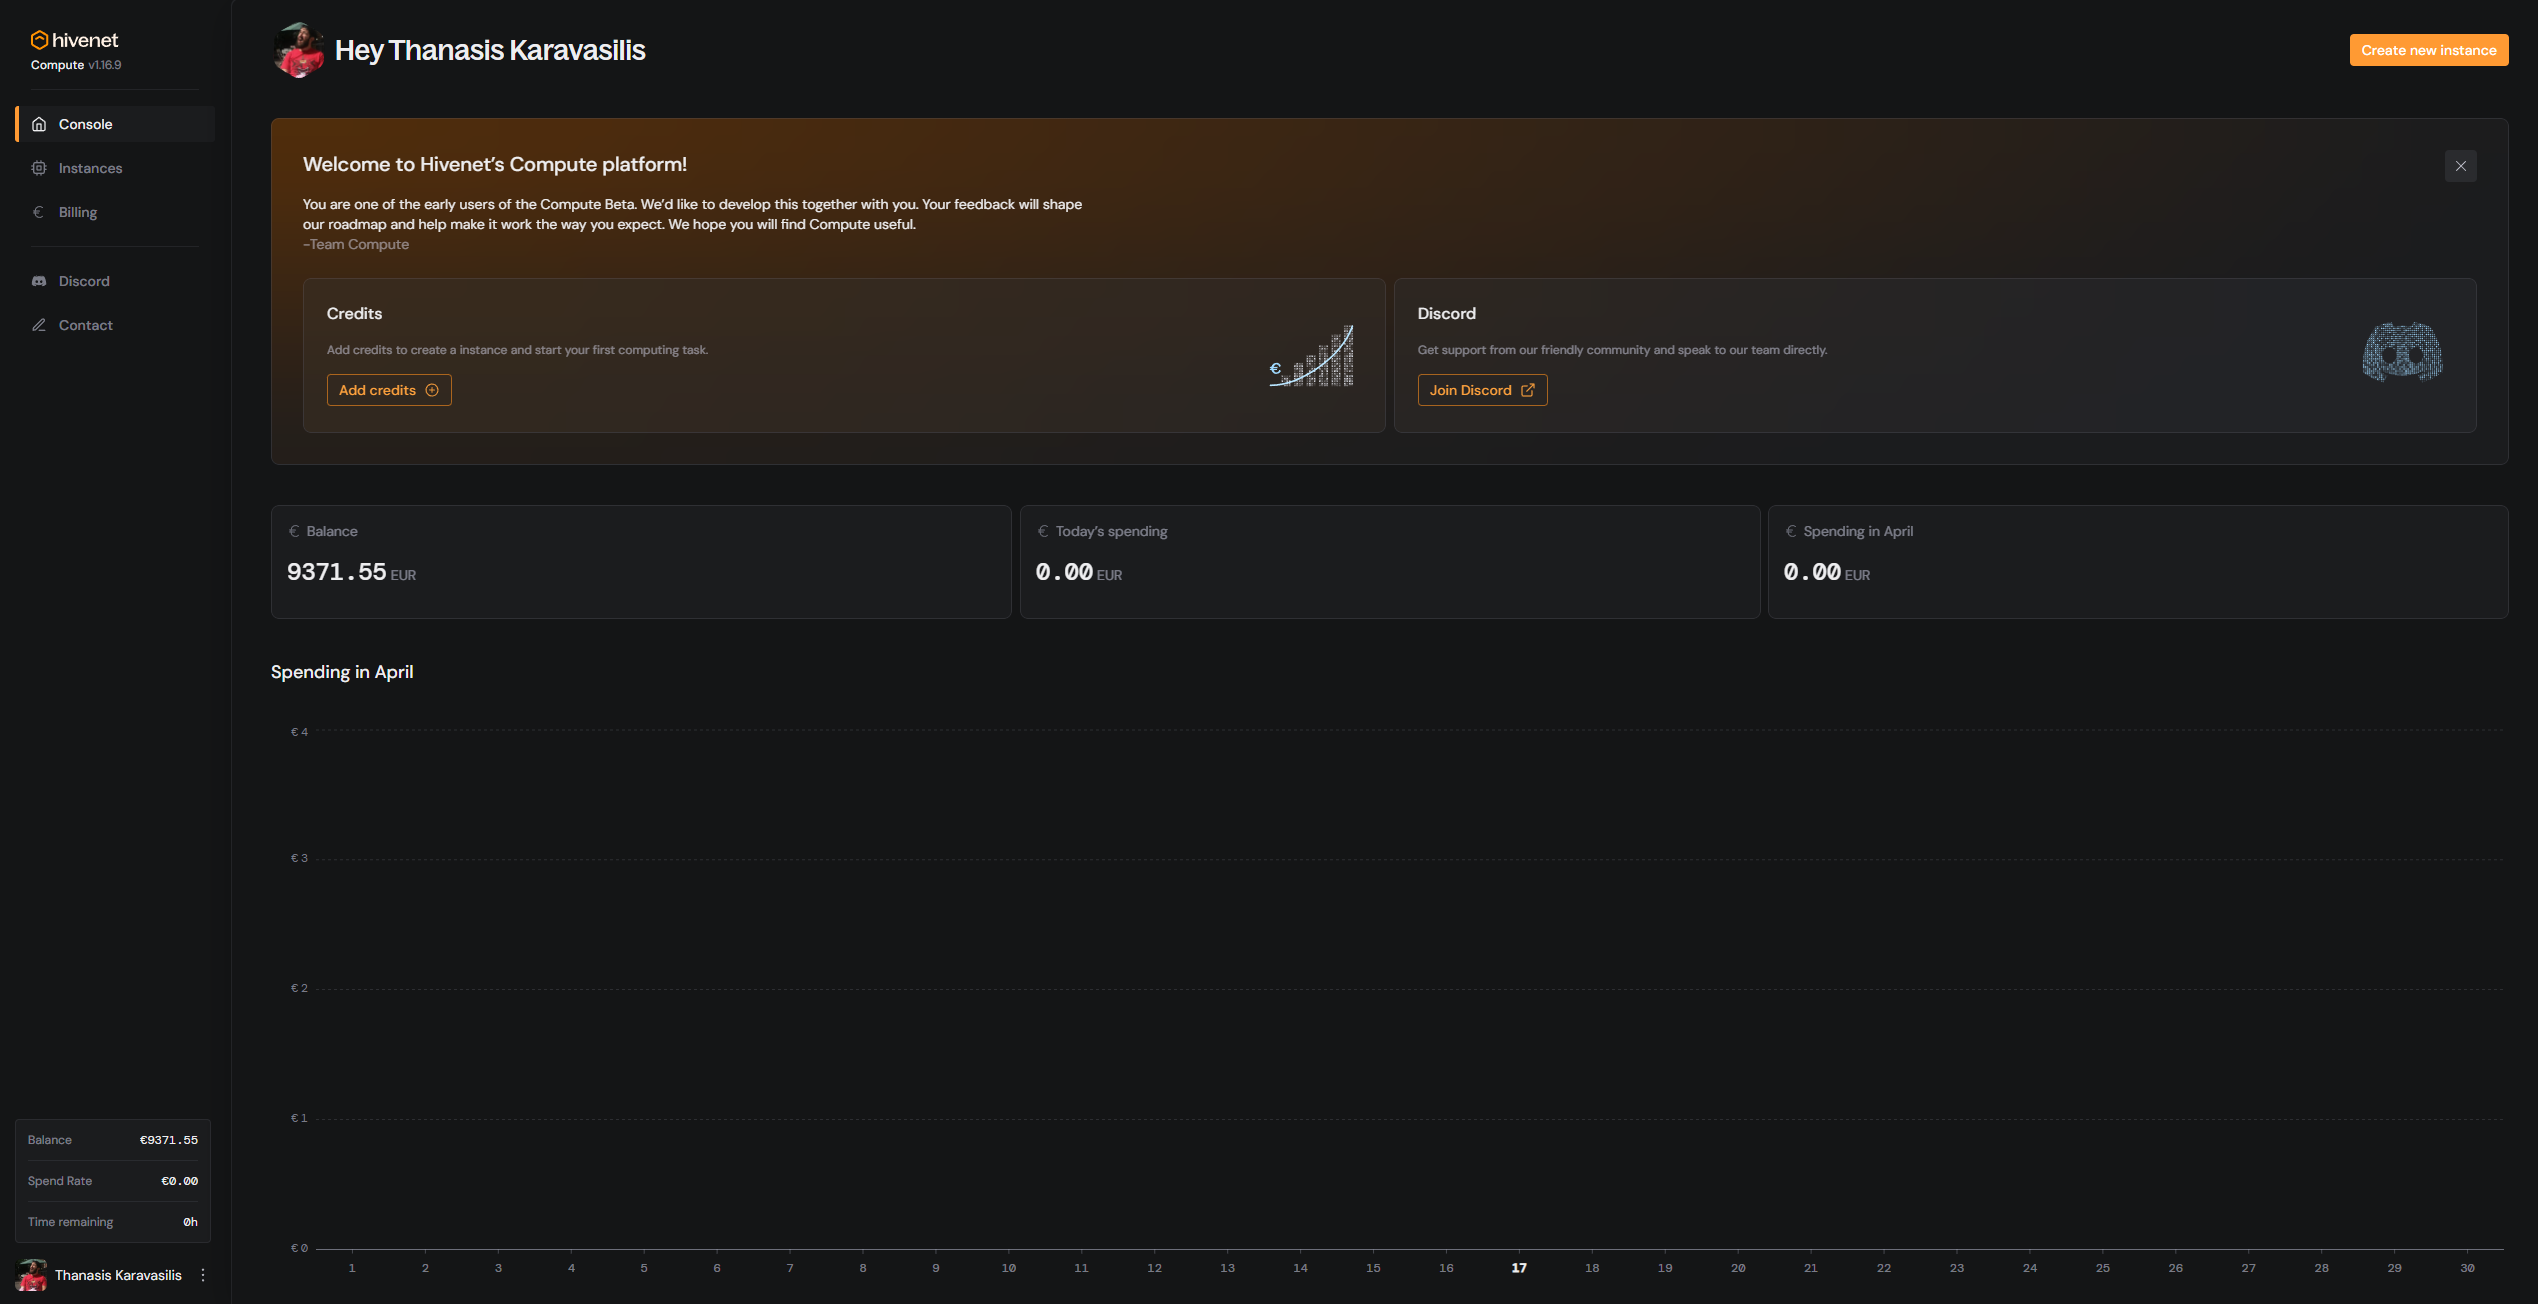 hivenet
Compute v1.16.9
Console
Instances
€ Billing
Discord
Contact
Balance €9371.55
Spend Rate €0.00
Time remaining 0h
Thanasis Karavasilis
Hey Thanasis Karavasilis
Create new instance
Welcome to Hivenet’s Compute platform!
You are one of the early users of the Compute Beta. We’d like to develop this together with you. Your feedback will shape
our roadmap and help make it work the way you expect. We hope you will find Compute useful.
–Team Compute
Credits
Add credits to create a instance and start your first computing task.
Add credits
€
Discord
Get support from our friendly community and speak to our team directly.
Join Discord
€ Balance
9371.55 EUR
€ Today’s spending
0.00 EUR
€ Spending in April
0.00 EUR
Spending in April
€ 4
€ 3
€ 2
€ 1
€ 0
1 2 3 4 5 6 7 8 9 10 11 12 13 14 15 16 17 18 19 20 21 22 23 24 25 26 27 28 29 30